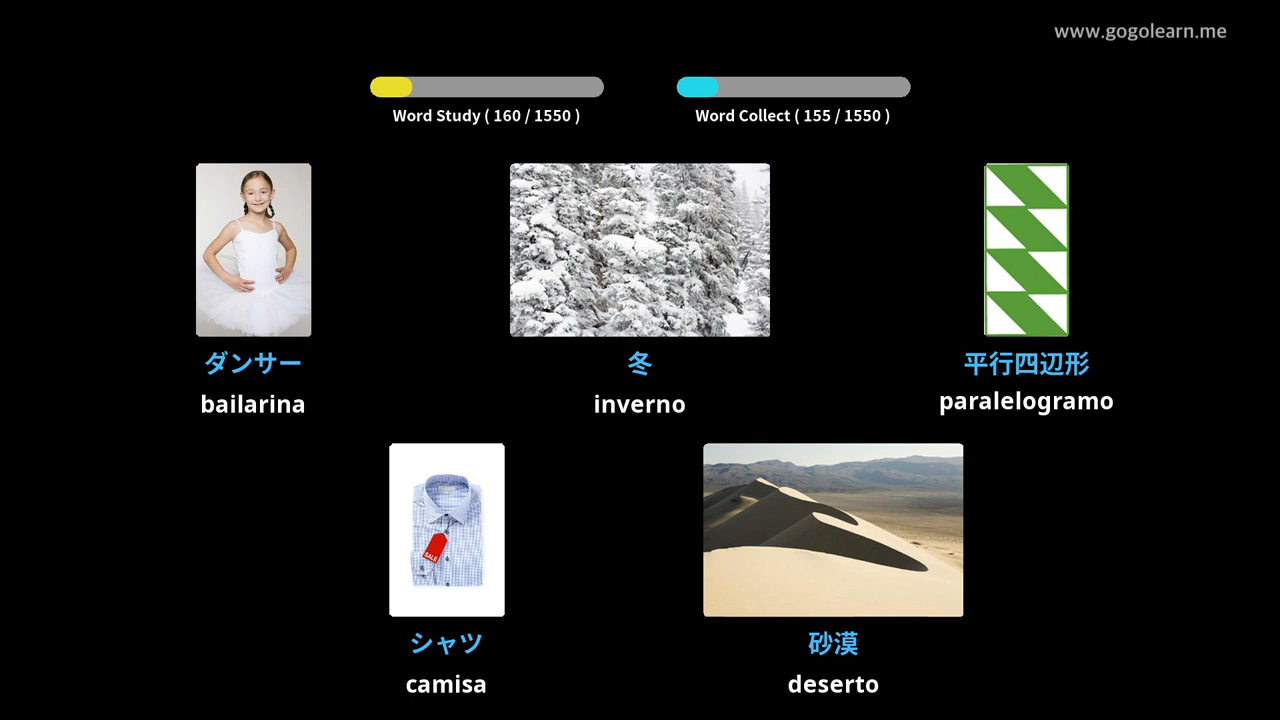 www.gogolearn.me
Word Study ( 160 / 1550 )
Word Collect ( 155 / 1550 )
ダンサー
冬
平行四辺形
bailarina
inverno
paralelogramo
SALE
シャツ
砂漠
camisa
deserto